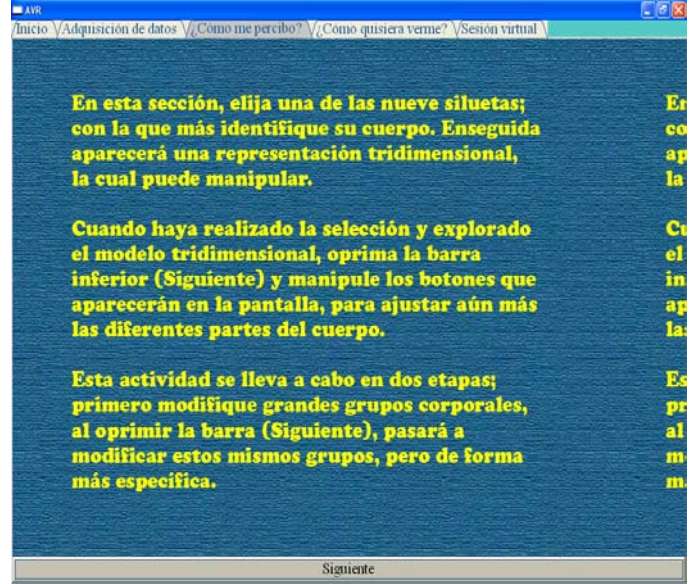 AVR
Inicio
Adquisición de datos
¿Cómo me percibo?
¿Cómo quisiera verme?
Sesión virtual
En esta sección, elija una de las nueve siluetas;
con la que más identifique su cuerpo. Enseguida
aparecerá una representación tridimensional,
la cual puede manipular.
Cuando haya realizado la selección y explorado
el modelo tridimensional, oprima la barra
inferior (Siguiente) y manipule los botones que
aparecerán en la pantalla, para ajustar aún más
las diferentes partes del cuerpo.
Esta actividad se lleva a cabo en dos etapas;
primero modifique grandes grupos corporales,
al oprimir la barra (Siguiente), pasará a
modificar estos mismos grupos, pero de forma
más específica.
Siguiente